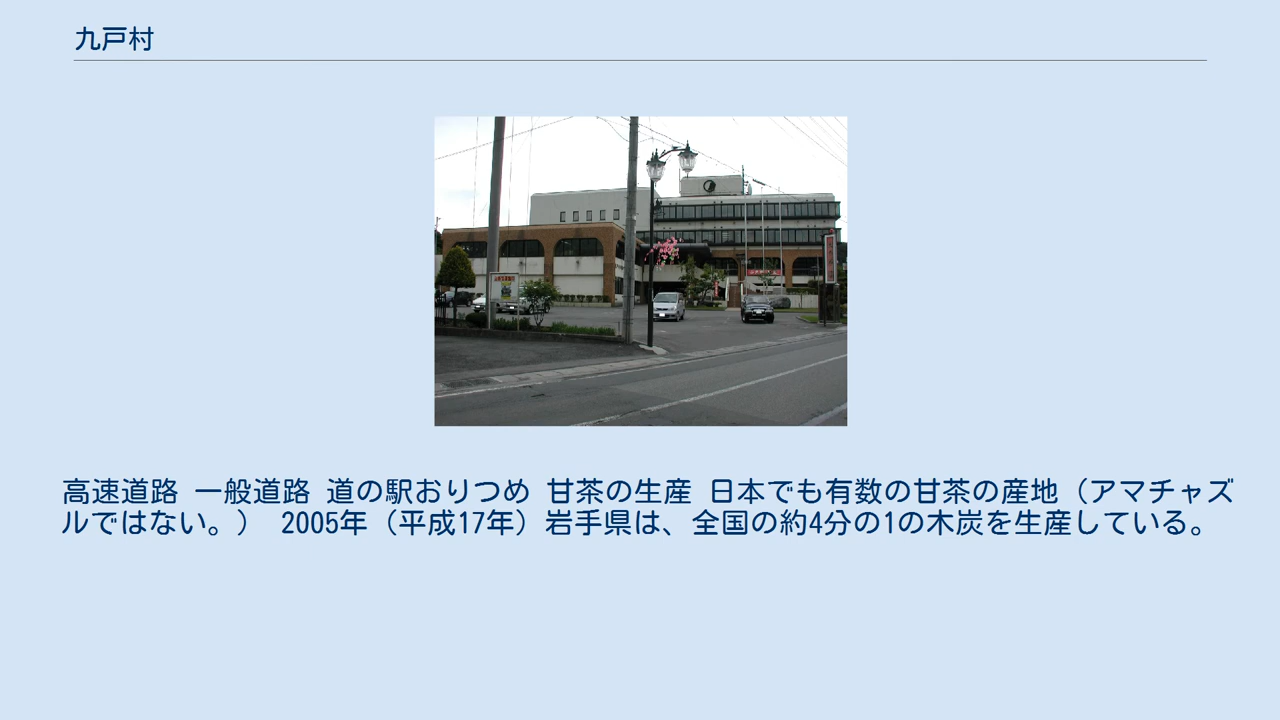 九戸村
高速道路 一般道路 道の駅おりつめ 甘茶の生産 日本でも有数の甘茶の産地（アマチャズ
ルではない。） 2005年（平成17年）岩手県は、全国の約4分の1の木炭を生産している。